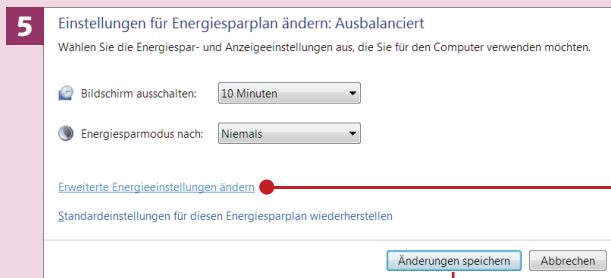 5
Einstellungen für Energiesparplan ändern: Ausbalanciert
Wählen Sie die Energiespar- und Anzeigeeinstellungen aus, die Sie für den Computer verwenden möchten.
Bildschirm ausschalten: 10 Minuten
Energiesparmodus nach: Niemals
Erweiterte Energieeinstellungen ändern
Standardeinstellungen für diesen Energiesparplan wiederherstellen
Änderungen speichern Abbrechen